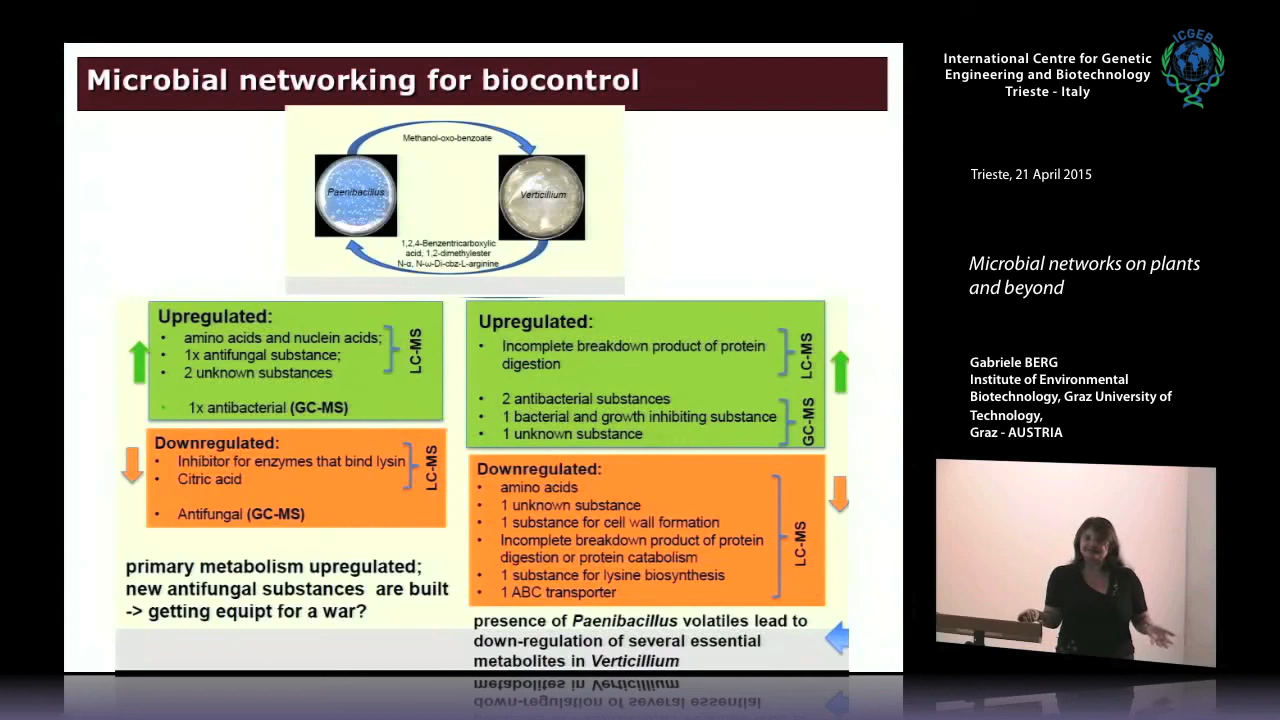 Microbial networking for biocontrol
Methanol-oxo-benzoate
Paenibacillus
Verticillium
1,2,4-Benzentricarboxylic
acid, 1,2-dimethylester
N-α, N-ω-Di-cbz-L-arginine
Upregulated:
• amino acids and nuclein acids;
• 1x antifungal substance;
• 2 unknown substances
LC-MS
• 1x antibacterial (GC-MS)
Downregulated:
• Inhibitor for enzymes that bind lysin
• Citric acid
LC-MS
• Antifungal (GC-MS)
primary metabolism upregulated;
new antifungal substances are built
-> getting equipt for a war?
Upregulated:
• Incomplete breakdown product of protein
digestion
LC-MS
• 2 antibacterial substances
• 1 bacterial and growth inhibiting substance
• 1 unknown substance
GC-MS
Downregulated:
• amino acids
• 1 unknown substance
• 1 substance for cell wall formation
• Incomplete breakdown product of protein
digestion or protein catabolism
• 1 substance for lysine biosynthesis
• 1 ABC transporter
LC-MS
presence of Paenibacillus volatiles lead to
down-regulation of several essential
metabolites in Verticillium
International Centre for Genetic
Engineering and Biotechnology
Trieste - Italy
ICGEB
Trieste, 21 April 2015
Microbial networks on plants
and beyond
Gabriele BERG
Institute of Environmental
Biotechnology, Graz University of
Technology,
Graz - AUSTRIA